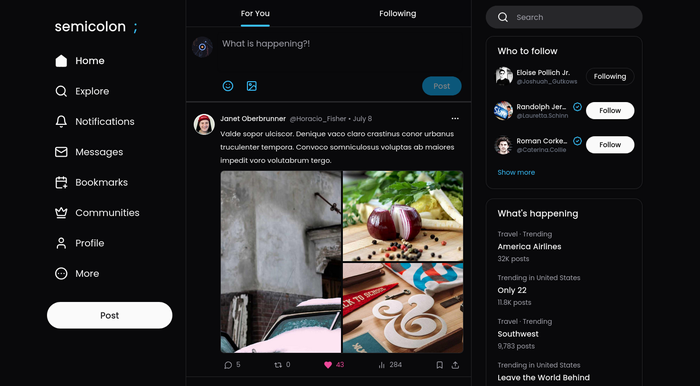 semicolon ;
Home
Explore
Notifications
Messages
Bookmarks
Communities
Profile
More
Post
For You
Following
What is happening?!
Post
Janet Oberbrunner @Horacio_Fisher • July 8
Valde sopor ulciscor. Denique vaco claro crastinus conor urbanus
truculenter tempora. Convoco somniculosus voluptas ab maiores
impedit voro volutabrum tergo.
5
0
43
284
Search
Who to follow
Eloise Pollich Jr.
@Joshuah_Gutkows
Following
Randolph Jer...
@Lauretta.Schinn
Follow
Roman Corke...
@Caterina.Collie
Follow
Show more
What's happening
Travel · Trending
America Airlines
32K posts
Trending in United States
Only 22
11.8K posts
Travel · Trending
Southwest
9,783 posts
Trending in United States
Leave the World Behind